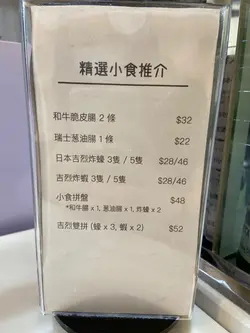 精選小食推介
和牛脆皮腸 2 條 $32
瑞士葱油腸 1 條 $22
日本吉烈炸蠔 3隻 / 5隻 $28/46
吉烈炸蝦 3隻 / 5隻 $28/46
小食拼盤 $48
*和牛腸 x 1, 葱油腸 x 1, 炸蠔 x 2
吉烈雙拼 (蠔 x 3, 蝦 x 2) $52